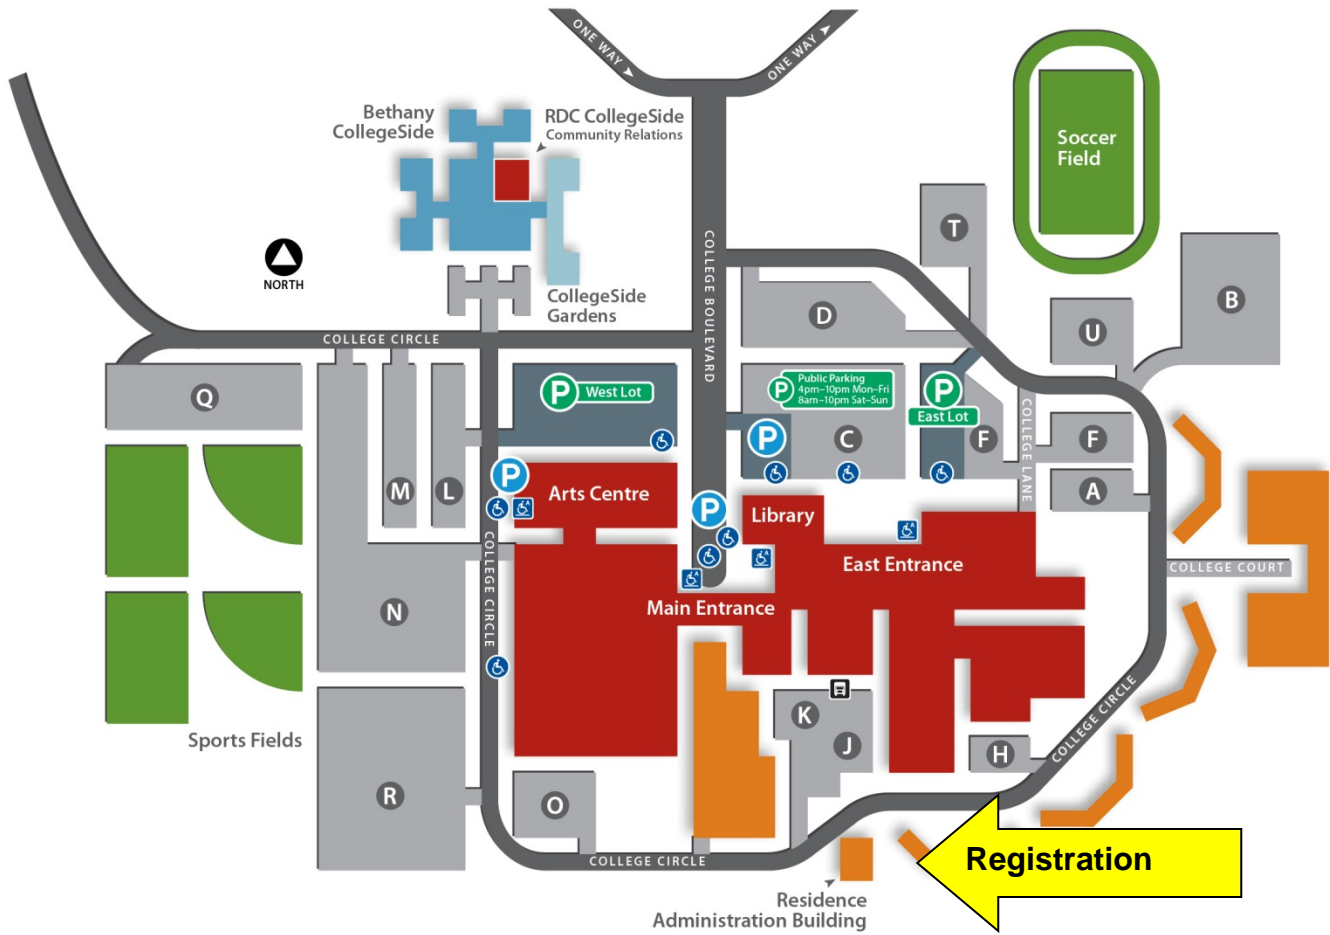 ONE WAY
ONE WAY
Bethany
CollegeSide
RDC CollegeSide
Community Relations
Soccer
Field
T
COLLEGE BOULEVARD
NORTH
CollegeSide
Gardens
B
D
U
COLLEGE CIRCLE
Q
P West Lot
P Public Parking
4pm–10pm Mon–Fri
8am–10pm Sat–Sun
P
East Lot
COLLEGE LANE
P
C
F
F
M
L
P
Arts Centre
A
P
Library
A
A
A
A
COLLEGE CIRCLE
East Entrance
COLLEGE COURT
N
Main Entrance
K
J
H
COLLEGE CIRCLE
Sports Fields
R
O
COLLEGE CIRCLE
Registration
Residence
Administration Building